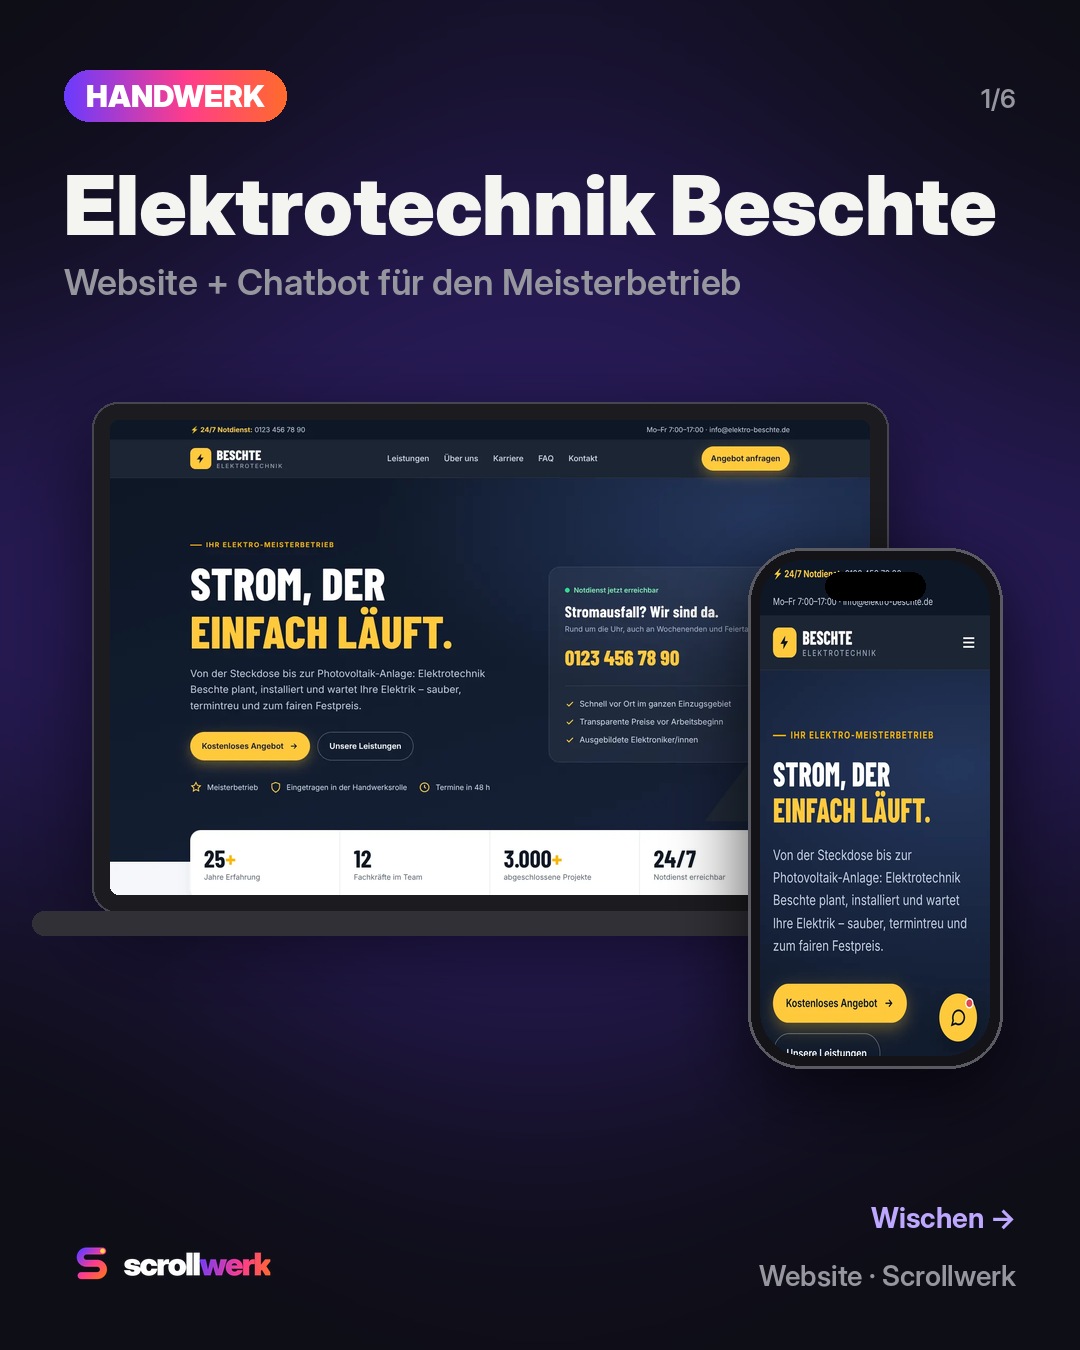 HANDWERK
1/6
Elektrotechnik Beschte
Website + Chatbot für den Meisterbetrieb
24/7 Notdienst: 0123 456 78 90
Mo–Fr 7:00–17:00 · info@elektro-beschte.de
BESCHTE
ELEKTROTECHNIK
Leistungen
Über uns
Karriere
FAQ
Kontakt
Angebot anfragen
IHR ELEKTRO-MEISTERBETRIEB
STROM, DER
EINFACH LÄUFT.
Von der Steckdose bis zur Photovoltaik-Anlage: Elektrotechnik
Beschte plant, installiert und wartet Ihre Elektrik – sauber,
termintreu und zum fairen Festpreis.
Kostenloses Angebot →
Unsere Leistungen
Meisterbetrieb
Eingetragen in der Handwerksrolle
Termine in 48 h
Notdienst jetzt erreichbar
Stromausfall? Wir sind da.
Rund um die Uhr, auch an Wochenenden und
0123 456 78 90
Schnell vor Ort im ganzen Einzugsgebiet
Transparente Preise vor Arbeitsbeginn
Ausgebildete Elektroniker/innen
25+
Jahre Erfahrung
12
Fachkräfte im Team
3.000+
abgeschlossene Projekte
24/7
Notdienst erreichbar
24/7
Mo–Fr 7:00–17:00 · info@elektro-beschte.de
BESCHTE
ELEKTROTECHNIK
IHR ELEKTRO-MEISTERBETRIEB
STROM, DER
EINFACH LÄUFT.
Von der Steckdose bis zur
Photovoltaik-Anlage: Elektrotechnik
Beschte plant, installiert und wartet
Ihre Elektrik – sauber, termintreu und
zum fairen Festpreis.
Kostenloses Angebot →
Unsere Leistungen
Wischen →
scrollwerk
Website · Scrollwerk